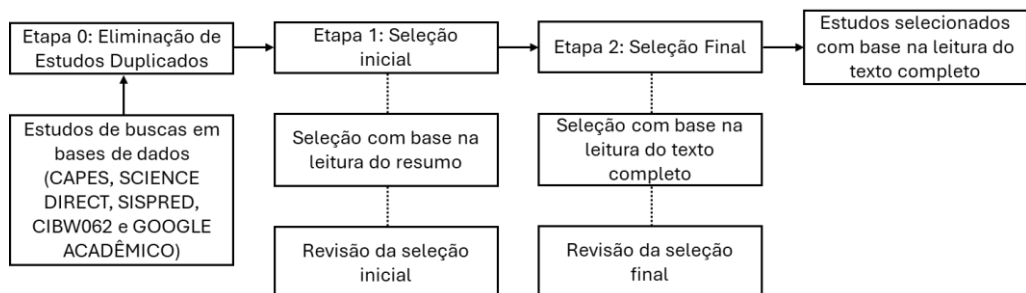 Etapa 0: Eliminação de
Estudos Duplicados
Etapa 1: Seleção
inicial
Etapa 2: Seleção Final
Estudos selecionados
com base na leitura do
texto completo
Estudos de buscas em
bases de dados
(CAPES, SCIENCE
DIRECT, SISPRED,
CIBW062 e GOOGLE
ACADÊMICO)
Seleção com base na
leitura do resumo
Seleção com base na
leitura do texto
completo
Revisão da seleção
inicial
Revisão da seleção
final